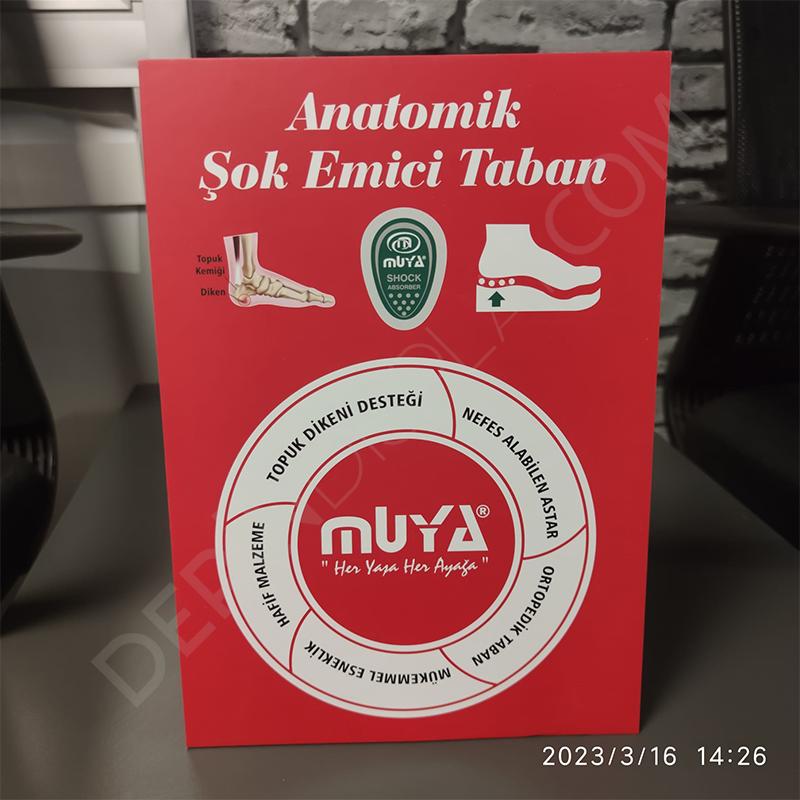 Anatomik
Şok Emici Taban
Topuk
Kemiği
Diken
muya
SHOCK
ABSORBER
TOPUK DİKENİ DESTEĞİ
NEFES ALABİLEN ASTAR
ORTOPEDİK TABAN
MÜKEMMEL ESNEKLİK
HAFİF MALZEME
muya®
" Her Yaşa Her Ayağa "
2023/3/16 14:26